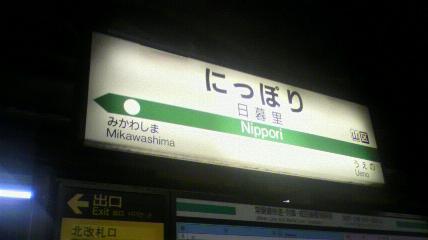 にっぽり
日暮里
Nippori
山 区
みかわしま
Mikawashima
うえの
Ueno
出口
Exit
北改札口